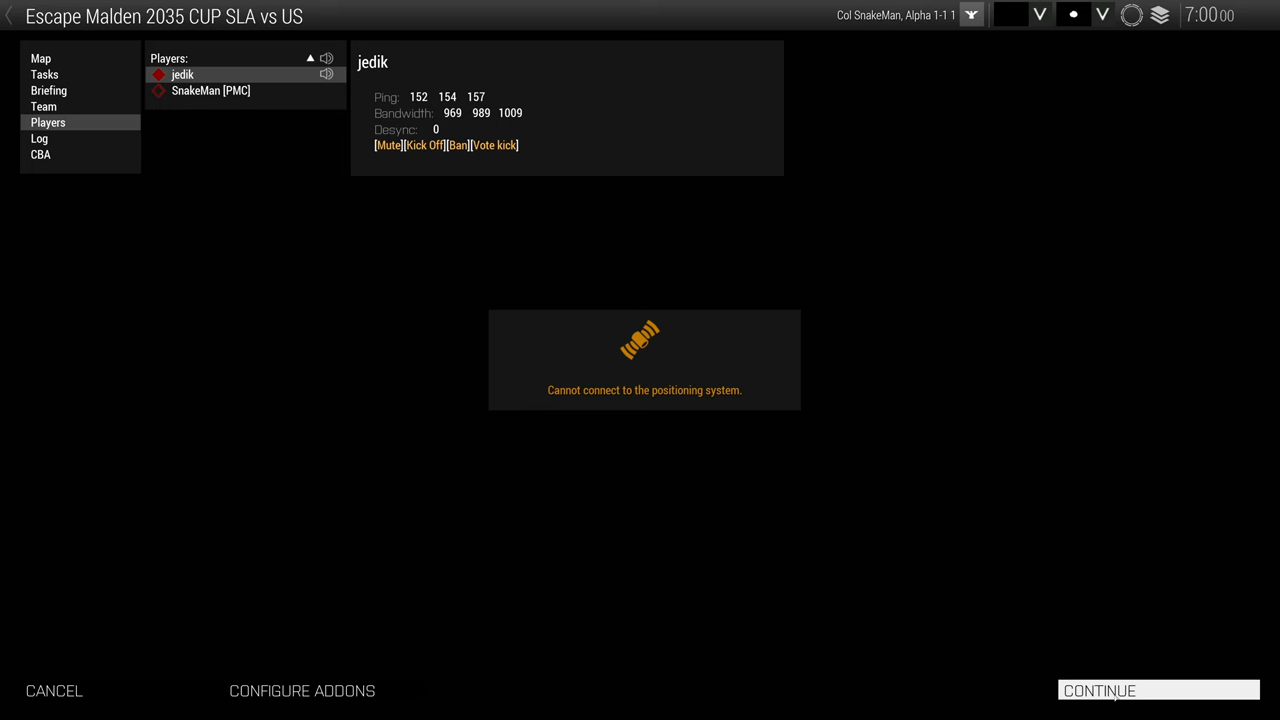 Escape Malden 2035 CUP SLA vs US
Col SnakeMan, Alpha 1-1 1
7:00 00
Map
Tasks
Briefing
Team
Players
Log
CBA
Players:
jedik
SnakeMan [PMC]
jedik
Ping: 152 154 157
Bandwidth: 969 989 1009
Desync: 0
[Mute][Kick Off][Ban][Vote kick]
Cannot connect to the positioning system.
CANCEL
CONFIGURE ADDONS
CONTINUE